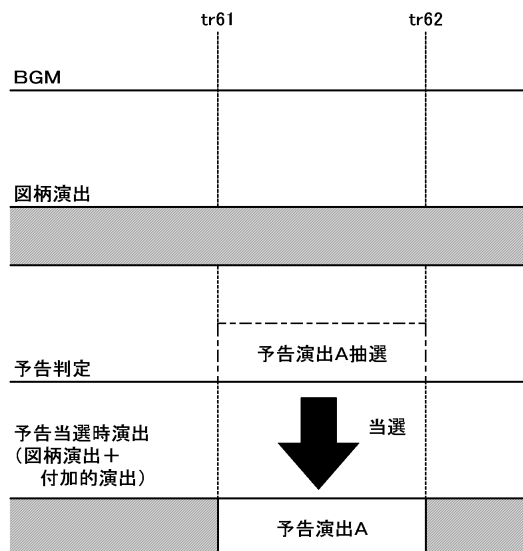 tr61
tr62
BGM
図柄演出
予告演出A抽選
予告判定
当選
予告当選時演出
(図柄演出＋
付加的演出)
予告演出A